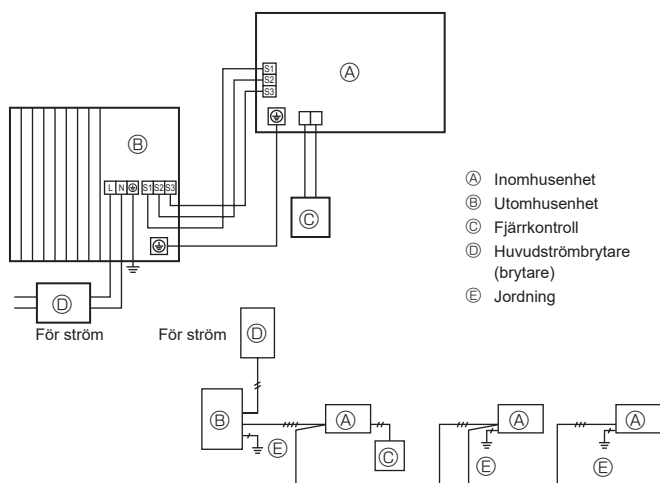 S1
S2
S3
Ⓐ
Ⓑ
L N S1 S2 S3
Ⓒ
Ⓓ
För ström
Ⓐ Inomhusenhet
Ⓑ Utomhusenhet
Ⓒ Fjärrkontroll
Ⓓ Huvudströmbrytare
(brytare)
Ⓔ Jordning
För ström Ⓓ
Ⓑ Ⓔ Ⓐ Ⓒ
Ⓐ Ⓔ
Ⓐ Ⓔ